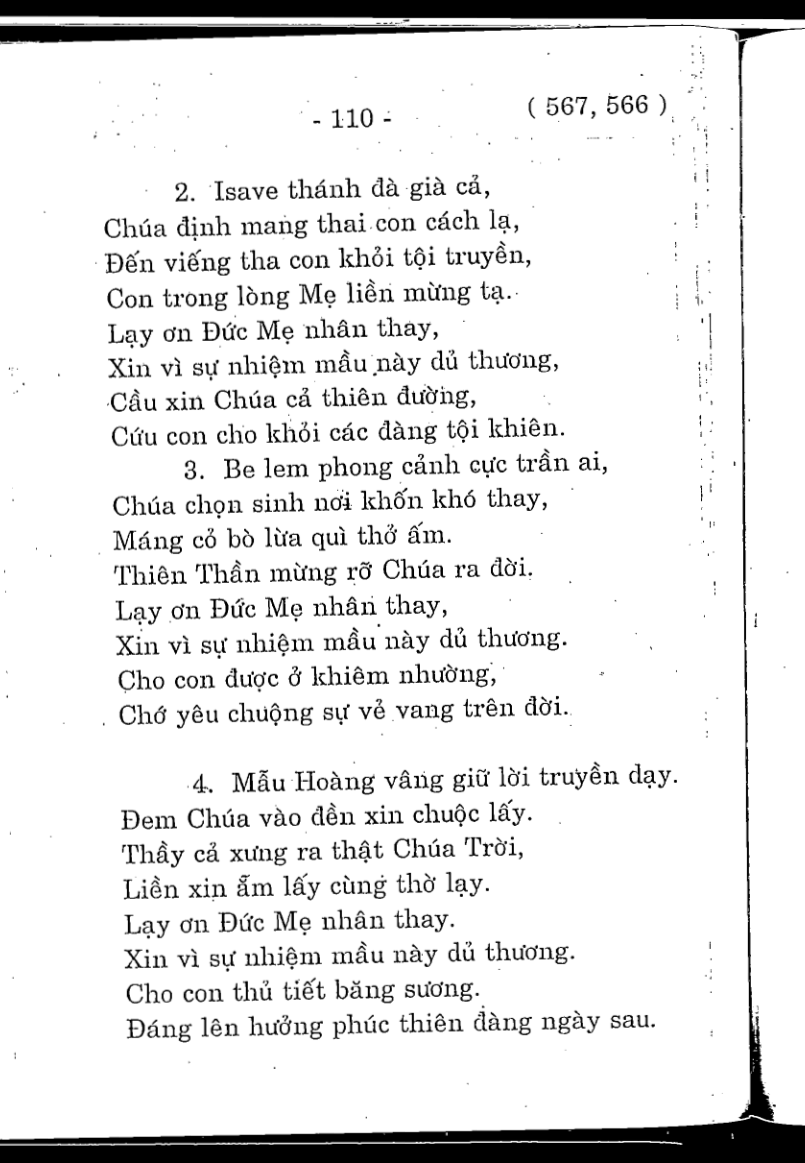 - 110 -
( 567, 566 )
2. Isave thánh đà già cả,
Chúa định mang thai con cách lạ,
Đến viếng tha con khỏi tội truyền,
Con trong lòng Mẹ liền mừng tạ.
Lạy ơn Đức Mẹ nhân thay,
Xin vì sự nhiệm mầu này dủ thương,
Cầu xin Chúa cả thiên đường,
Cứu con cho khỏi các đàng tội khiên.
3. Be lem phong cảnh cực trần ai,
Chúa chọn sinh nơi khốn khó thay,
Máng cỏ bò lừa quì thở ấm.
Thiên Thần mừng rỡ Chúa ra đời.
Lạy ơn Đức Mẹ nhân thay,
Xin vì sự nhiệm mầu này dủ thương.
Cho con được ở khiêm nhường,
Chớ yêu chuộng sự vẻ vang trên đời.
4. Mẫu Hoàng vâng giữ lời truyền dạy.
Đem Chúa vào đền xin chuộc lấy.
Thầy cả xưng ra thật Chúa Trời,
Liền xin ẵm lấy cùng thờ lạy.
Lạy ơn Đức Mẹ nhân thay.
Xin vì sự nhiệm mầu này dủ thương.
Cho con thủ tiết băng sương.
Đáng lên hưởng phúc thiên đàng ngày sau.